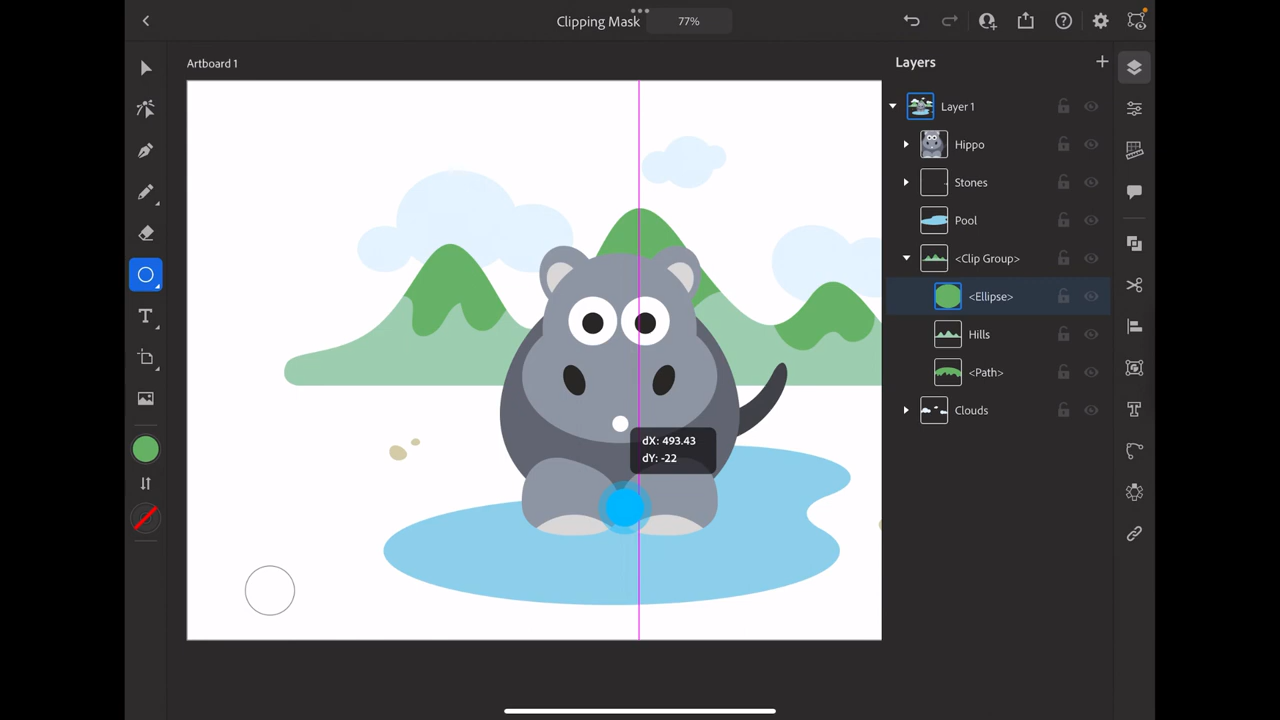 Clipping Mask
77%
Artboard 1
Layers
Layer 1
Hippo
Stones
Pool
<Clip Group>
<Ellipse>
Hills
<Path>
Clouds
dX: 493.43
dY: -22